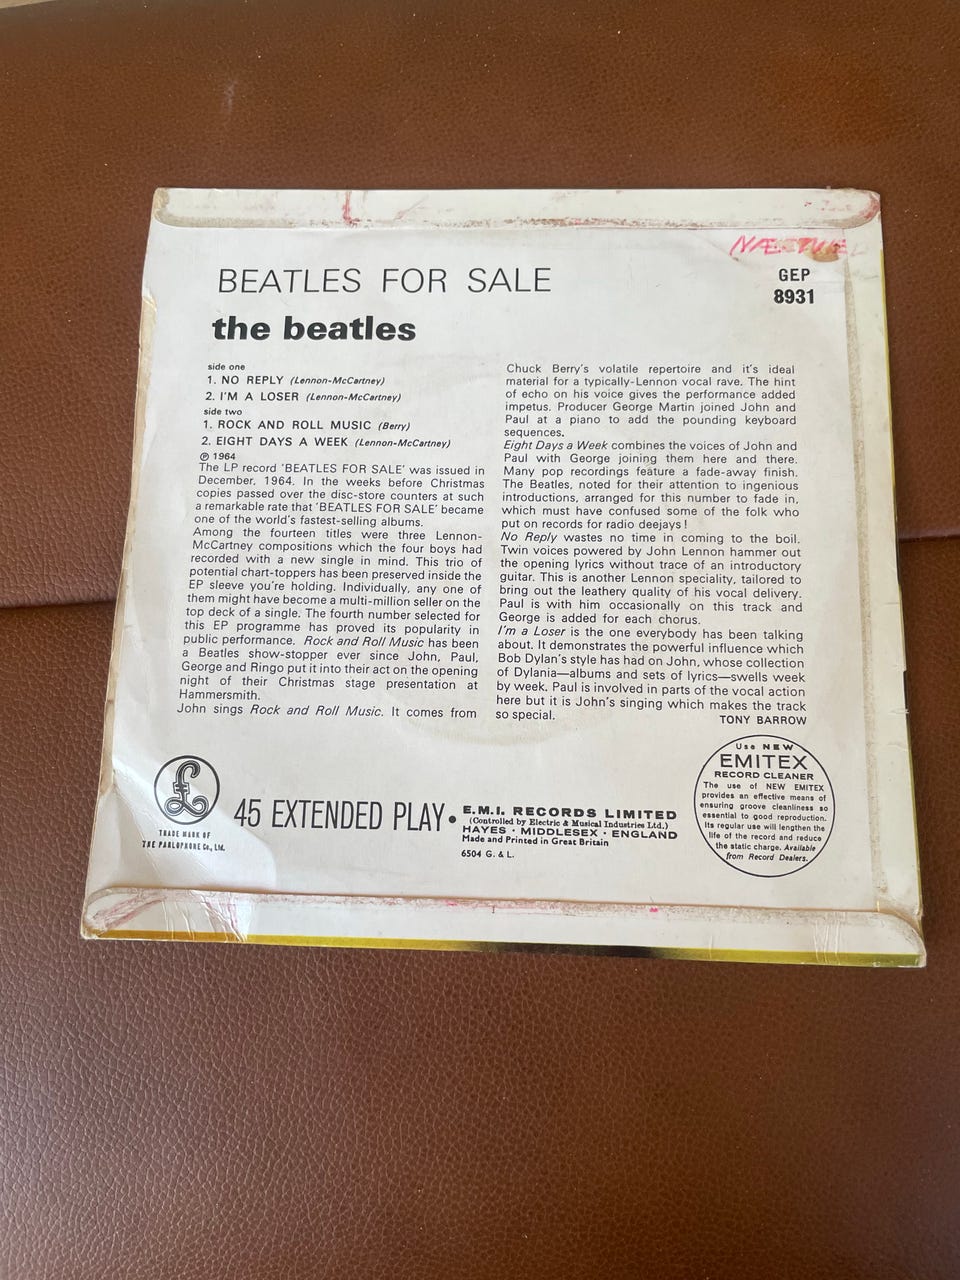 BEATLES FOR SALE
the beatles
GEP
8931
side one
1. NO REPLY (Lennon-McCartney)
2. I'M A LOSER (Lennon-McCartney)
side two
1. ROCK AND ROLL MUSIC (Berry)
2. EIGHT DAYS A WEEK (Lennon-McCartney)
℗ 1964
The LP record 'BEATLES FOR SALE' was issued in
December, 1964. In the weeks before Christmas
copies passed over the disc-store counters at such
a remarkable rate that 'BEATLES FOR SALE' became
one of the world's fastest-selling albums.
Among the fourteen titles were three Lennon-
McCartney compositions which the four boys had
recorded with a new single in mind. This trio of
potential chart-toppers has been preserved inside the
EP sleeve you're holding. Individually, any one of
them might have become a multi-million seller on the
top deck of a single. The fourth number selected for
this EP programme has proved its popularity in
public performance. Rock and Roll Music has been
a Beatles show-stopper ever since John, Paul,
George and Ringo put it into their act on the opening
night of their Christmas stage presentation at
Hammersmith.
John sings Rock and Roll Music. It comes from
Chuck Berry's volatile repertoire and it's ideal
material for a typically-Lennon vocal rave. The hint
of echo on his voice gives the performance added
impetus. Producer George Martin joined John and
Paul at a piano to add the pounding keyboard
sequences.
Eight Days a Week combines the voices of John and
Paul with George joining them here and there.
Many pop recordings feature a fade-away finish.
The Beatles, noted for their attention to ingenious
introductions, arranged for this number to fade in,
which must have confused some of the folk who
put on records for radio deejays!
No Reply wastes no time in coming to the boil.
Twin voices powered by John Lennon hammer out
the opening lyrics without trace of an introductory
guitar. This is another Lennon speciality, tailored to
bring out the leathery quality of his vocal delivery.
Paul is with him occasionally on this track and
George is added for each chorus.
I'm a Loser is the one everybody has been talking
about. It demonstrates the powerful influence which
Bob Dylan's style has had on John, whose collection
of Dylania—albums and sets of lyrics—swells week
by week. Paul is involved in parts of the vocal action
here but it is John's singing which makes the track
so special.
TONY BARROW
£
TRADE MARK OF
THE PARLOPHONE Co., Ltd.
45 EXTENDED PLAY •
E.M.I. RECORDS LIMITED
(Controlled by Electric & Musical Industries Ltd.)
HAYES · MIDDLESEX · ENGLAND
Made and Printed in Great Britain
6504 G. & L.
Use NEW
EMITEX
RECORD CLEANER
The use of NEW EMITEX
provides an effective means of
ensuring groove cleanliness so
essential to good reproduction.
Its regular use will lengthen the
life of the record and reduce
the static charge. Available
from Record Dealers.